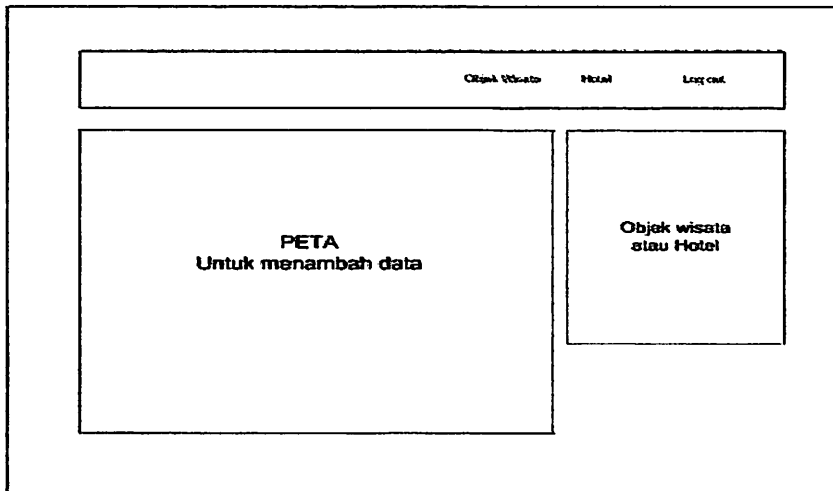 Objek Wisata Hotel Log out
PETA
Untuk menambah data
Objek wisata
atau Hotel